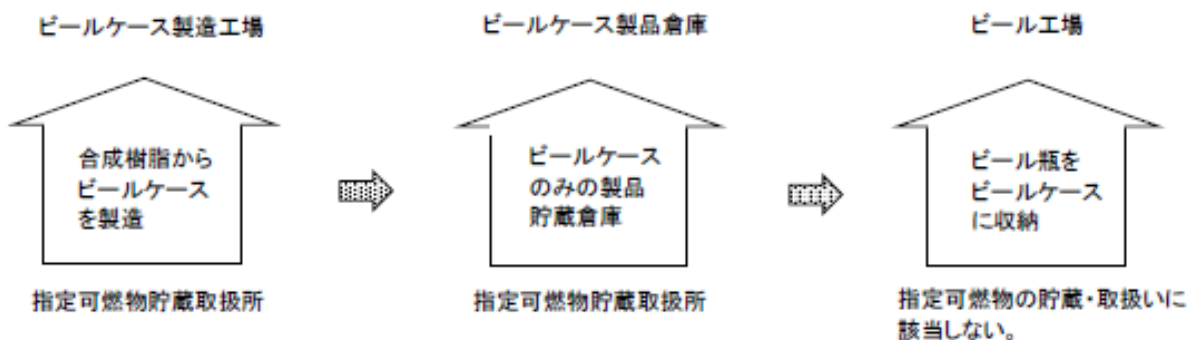 ビールケース製造工場
ビールケース製品倉庫
ビール工場
合成樹脂から
ビールケース
を製造
ビールケース
のみの製品
貯蔵倉庫
ビール瓶を
ビールケース
に収納
指定可燃物貯蔵取扱所
指定可燃物貯蔵取扱所
指定可燃物の貯蔵・取扱いに
該当しない。